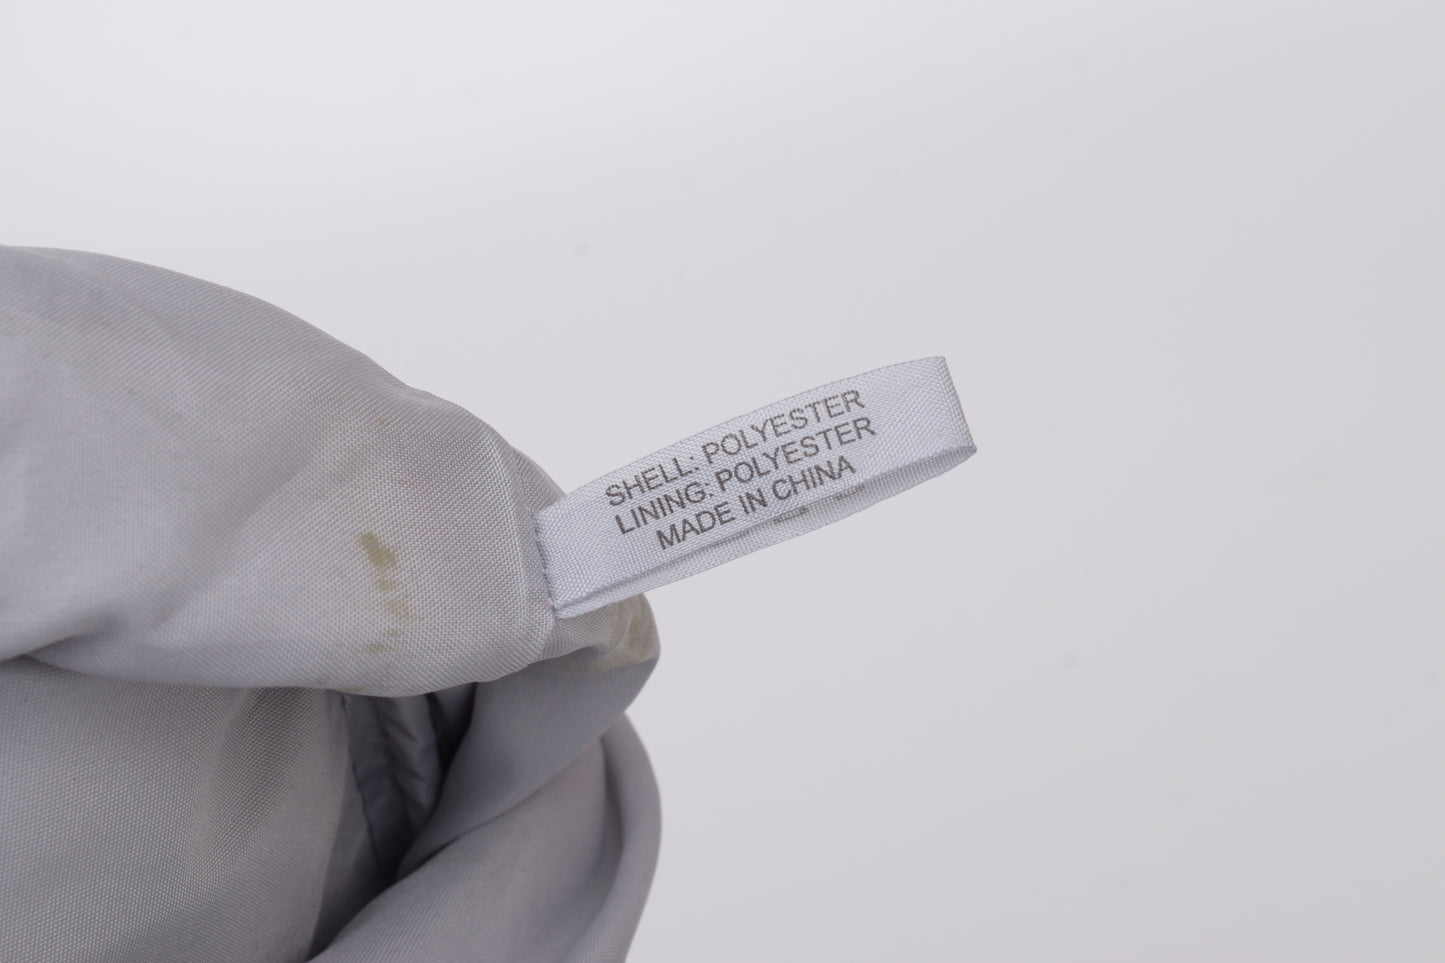 SHELL: POLYESTER
LINING: POLYESTER
MADE IN CHINA